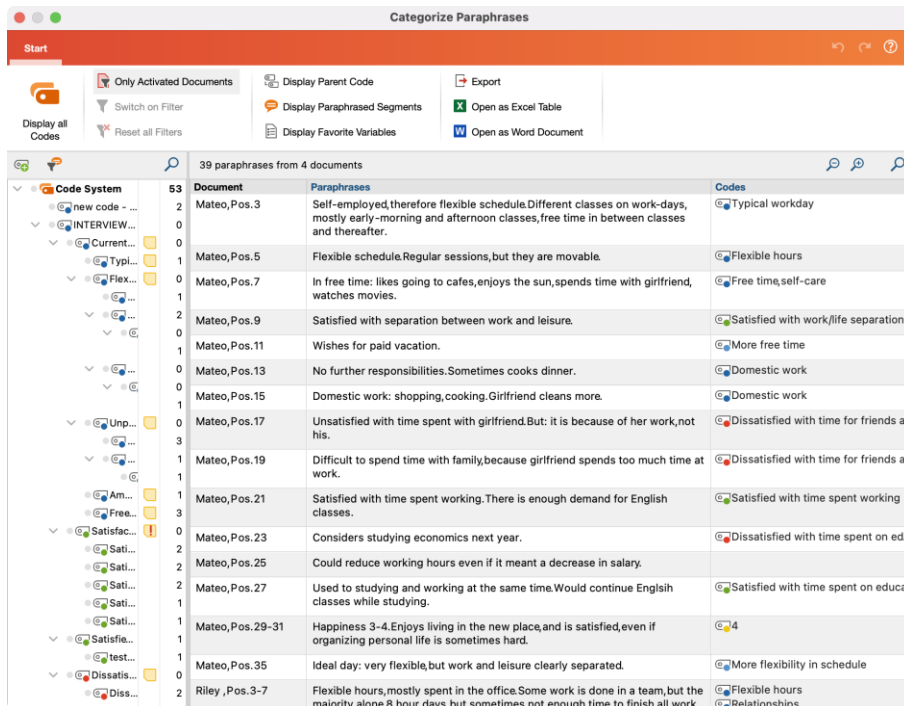 Categorize Paraphrases
Start
Display all
Codes
Only Activated Documents
Switch on Filter
Reset all Filters
Display Parent Code
Display Paraphrased Segments
Display Favorite Variables
Export
Open as Excel Table
Open as Word Document
39 paraphrases from 4 documents
Code System 53
new code - ... 2
INTERVIEW... 0
Current... 0
Typi... 1
Flex... 0
... 1
... 2
0
1
... 0
0
1
Unp... 0
... 3
... 1
1
Am... 1
Free... 3
Satisfac... 0
Sati... 2
Sati... 2
Sati... 2
Sati... 1
Sati... 1
Satisfie... 1
test... 1
Dissatis... 0
Diss... 2
Document Paraphrases Codes
Mateo,Pos.3 Self-employed,therefore flexible schedule.Different classes on work-days, Typical workday
mostly early-morning and afternoon classes,free time in between classes
and thereafter.
Mateo,Pos.5 Flexible schedule.Regular sessions,but they are movable. Flexible hours
Mateo,Pos.7 In free time: likes going to cafes,enjoys the sun,spends time with girlfriend, Free time,self-care
watches movies.
Mateo,Pos.9 Satisfied with separation between work and leisure. Satisfied with work/life separation
Mateo,Pos.11 Wishes for paid vacation. More free time
Mateo,Pos.13 No further responsibilities.Sometimes cooks dinner. Domestic work
Mateo,Pos.15 Domestic work: shopping,cooking.Girlfriend cleans more. Domestic work
Mateo,Pos.17 Unsatisfied with time spent with girlfriend.But: it is because of her work,not Dissatisfied with time for friends a
his.
Mateo,Pos.19 Difficult to spend time with family,because girlfriend spends too much time at Dissatisfied with time for friends a
work.
Mateo,Pos.21 Satisfied with time spent working.There is enough demand for English Satisfied with time spent working
classes.
Mateo,Pos.23 Considers studying economics next year. Dissatisfied with time spent on ed
Mateo,Pos.25 Could reduce working hours even if it meant a decrease in salary.
Mateo,Pos.27 Used to studying and working at the same time.Would continue Englsih Satisfied with time spent on educa
classes while studying.
Mateo,Pos.29-31 Happiness 3-4.Enjoys living in the new place,and is satisfied,even if 4
organizing personal life is sometimes hard.
Mateo,Pos.35 Ideal day: very flexible,but work and leisure clearly separated. More flexibility in schedule
Riley ,Pos.3-7 Flexible hours,mostly spent in the office.Some work is done in a team,but the Flexible hours
majority alone.8 hour days,but sometimes not enough time to finish all work Relationships